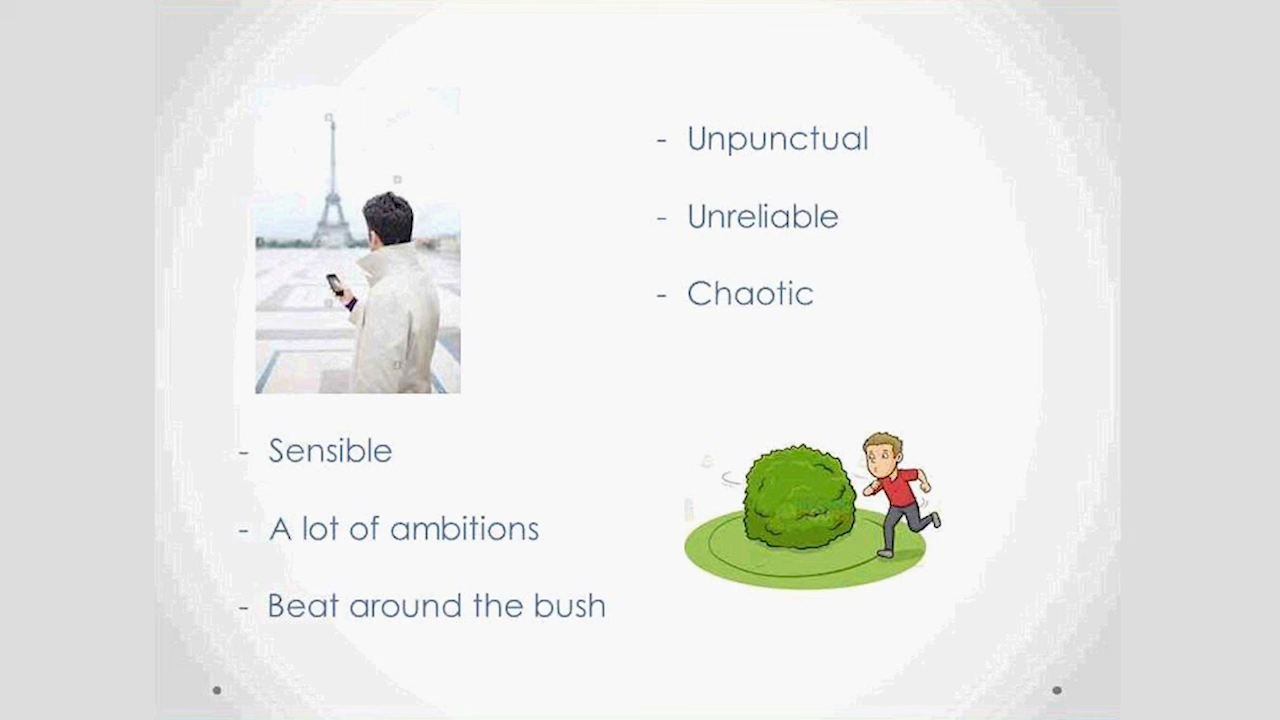 - Unpunctual
- Unreliable
- Chaotic
- Sensible
- A lot of ambitions
- Beat around the bush